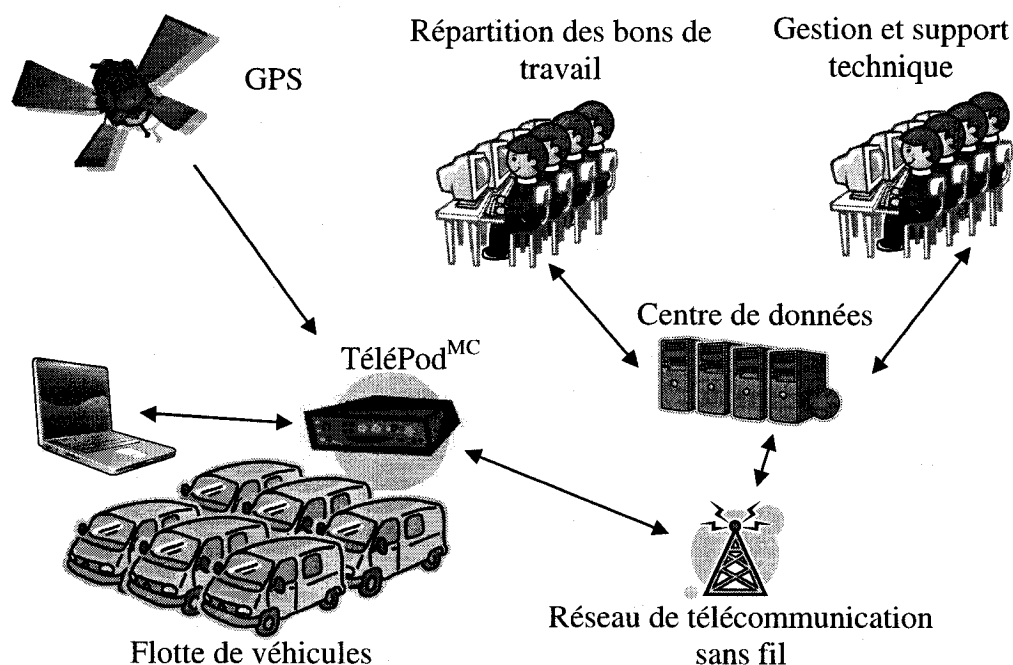 GPS
Répartition des bons de
travail
Gestion et support
technique
Centre de données
TéléPod^MC
Flotte de véhicules
Réseau de télécommunication
sans fil